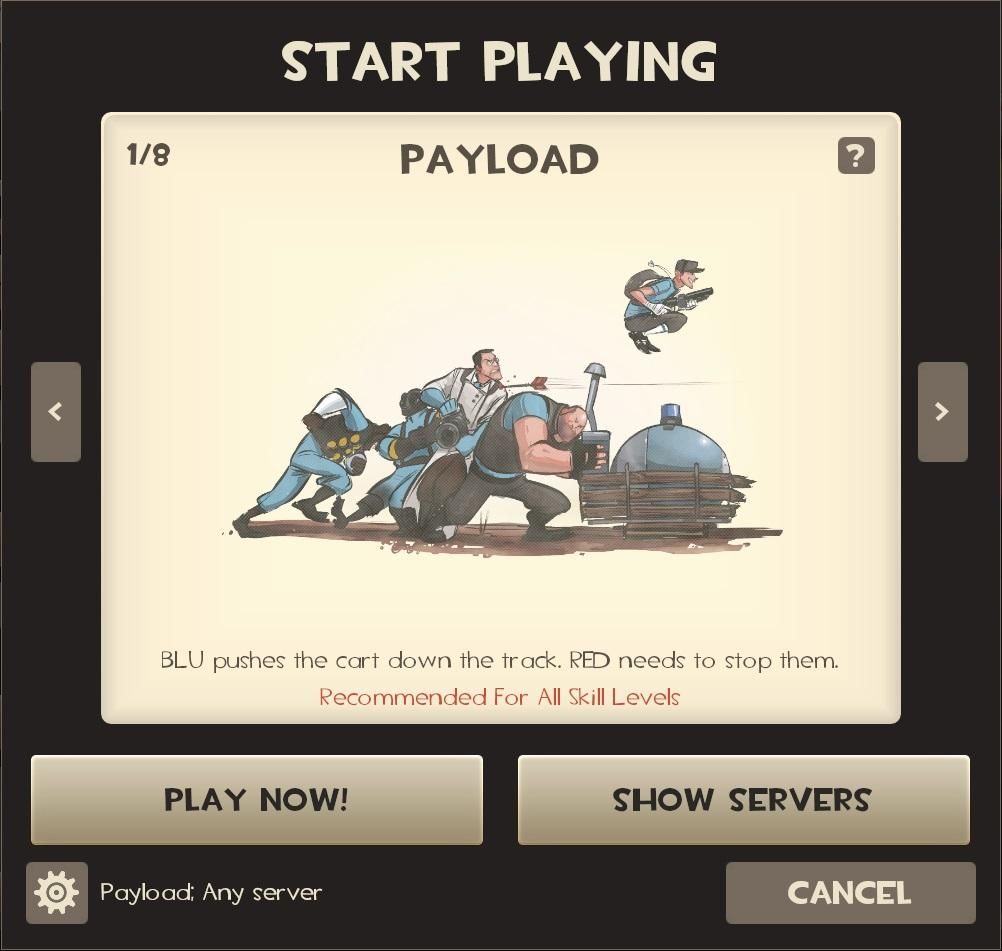 START PLAYING
1/8
PAYLOAD
?
<
>
BLU pushes the cart down the track. RED needs to stop them.
Recommended For All Skill Levels
PLAY NOW!
SHOW SERVERS
Payload; Any server
CANCEL